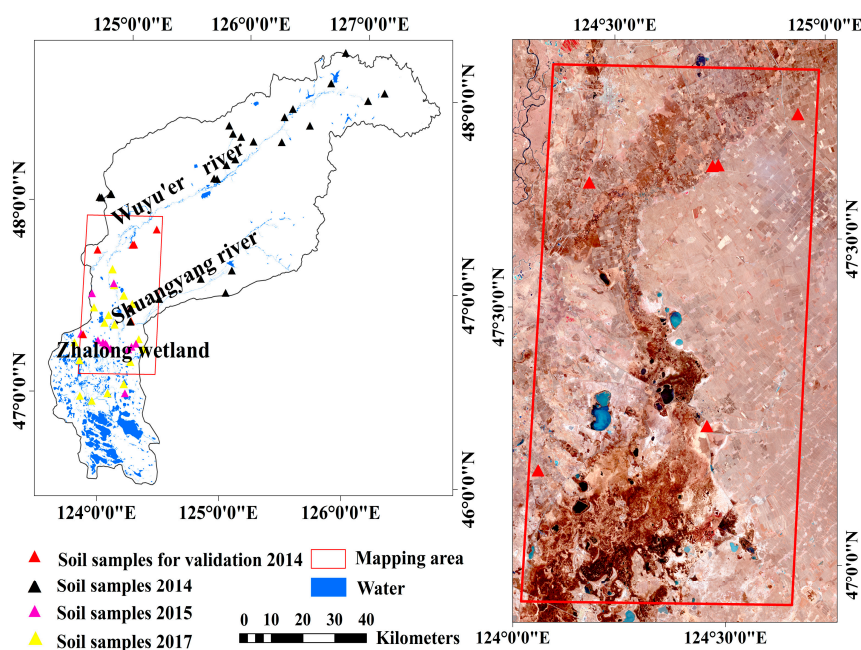 125°0'0"E 126°0'0"E 127°0'0"E
48°0'0"N
48°0'0"N
47°0'0"N
47°0'0"N
46°0'0"N
Wuyu'er river
Shuangyang river
Zhalong wetland
124°0'0"E 125°0'0"E 126°0'0"E
Soil samples for validation 2014
Soil samples 2014
Soil samples 2015
Soil samples 2017
Mapping area
Water
0 5 10 20 30 40
Kilometers
124°30'0"E 125°0'0"E
47°30'0"N
47°30'0"N
47°0'0"N
124°0'0"E 124°30'0"E